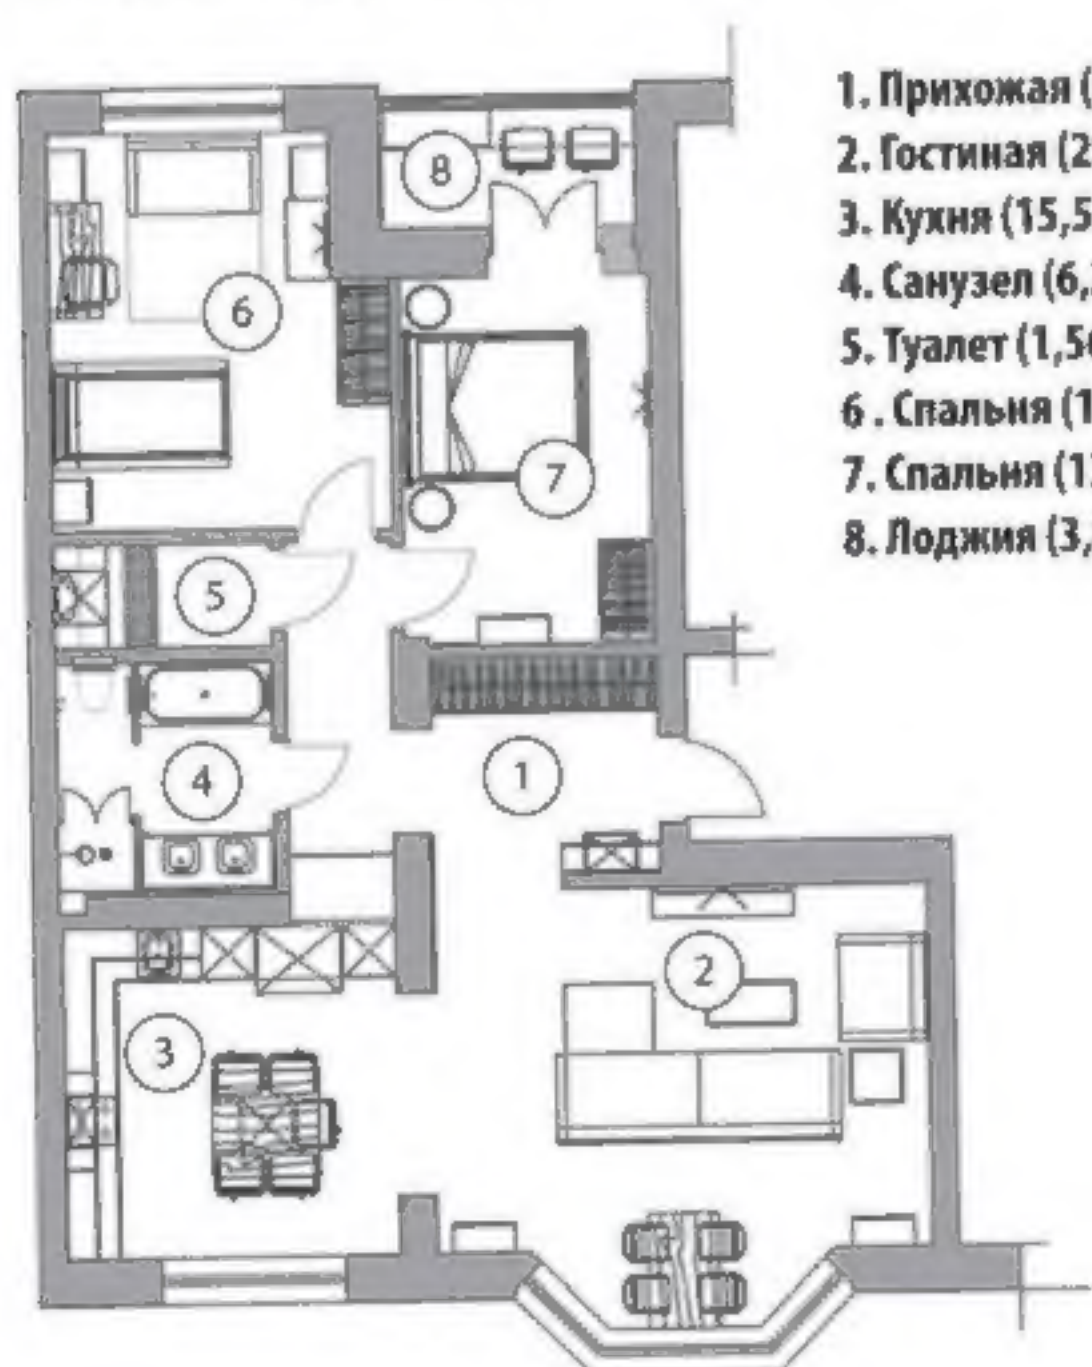 1. Прихожая (
2. Гостиная (2
3. Кухня (15,5
4. Санузел (6,
5. Туалет (1,5
6 . Спальня (1
7. Спальня (1
8. Лоджия (3,
8
6
7
5
4
1
2
3